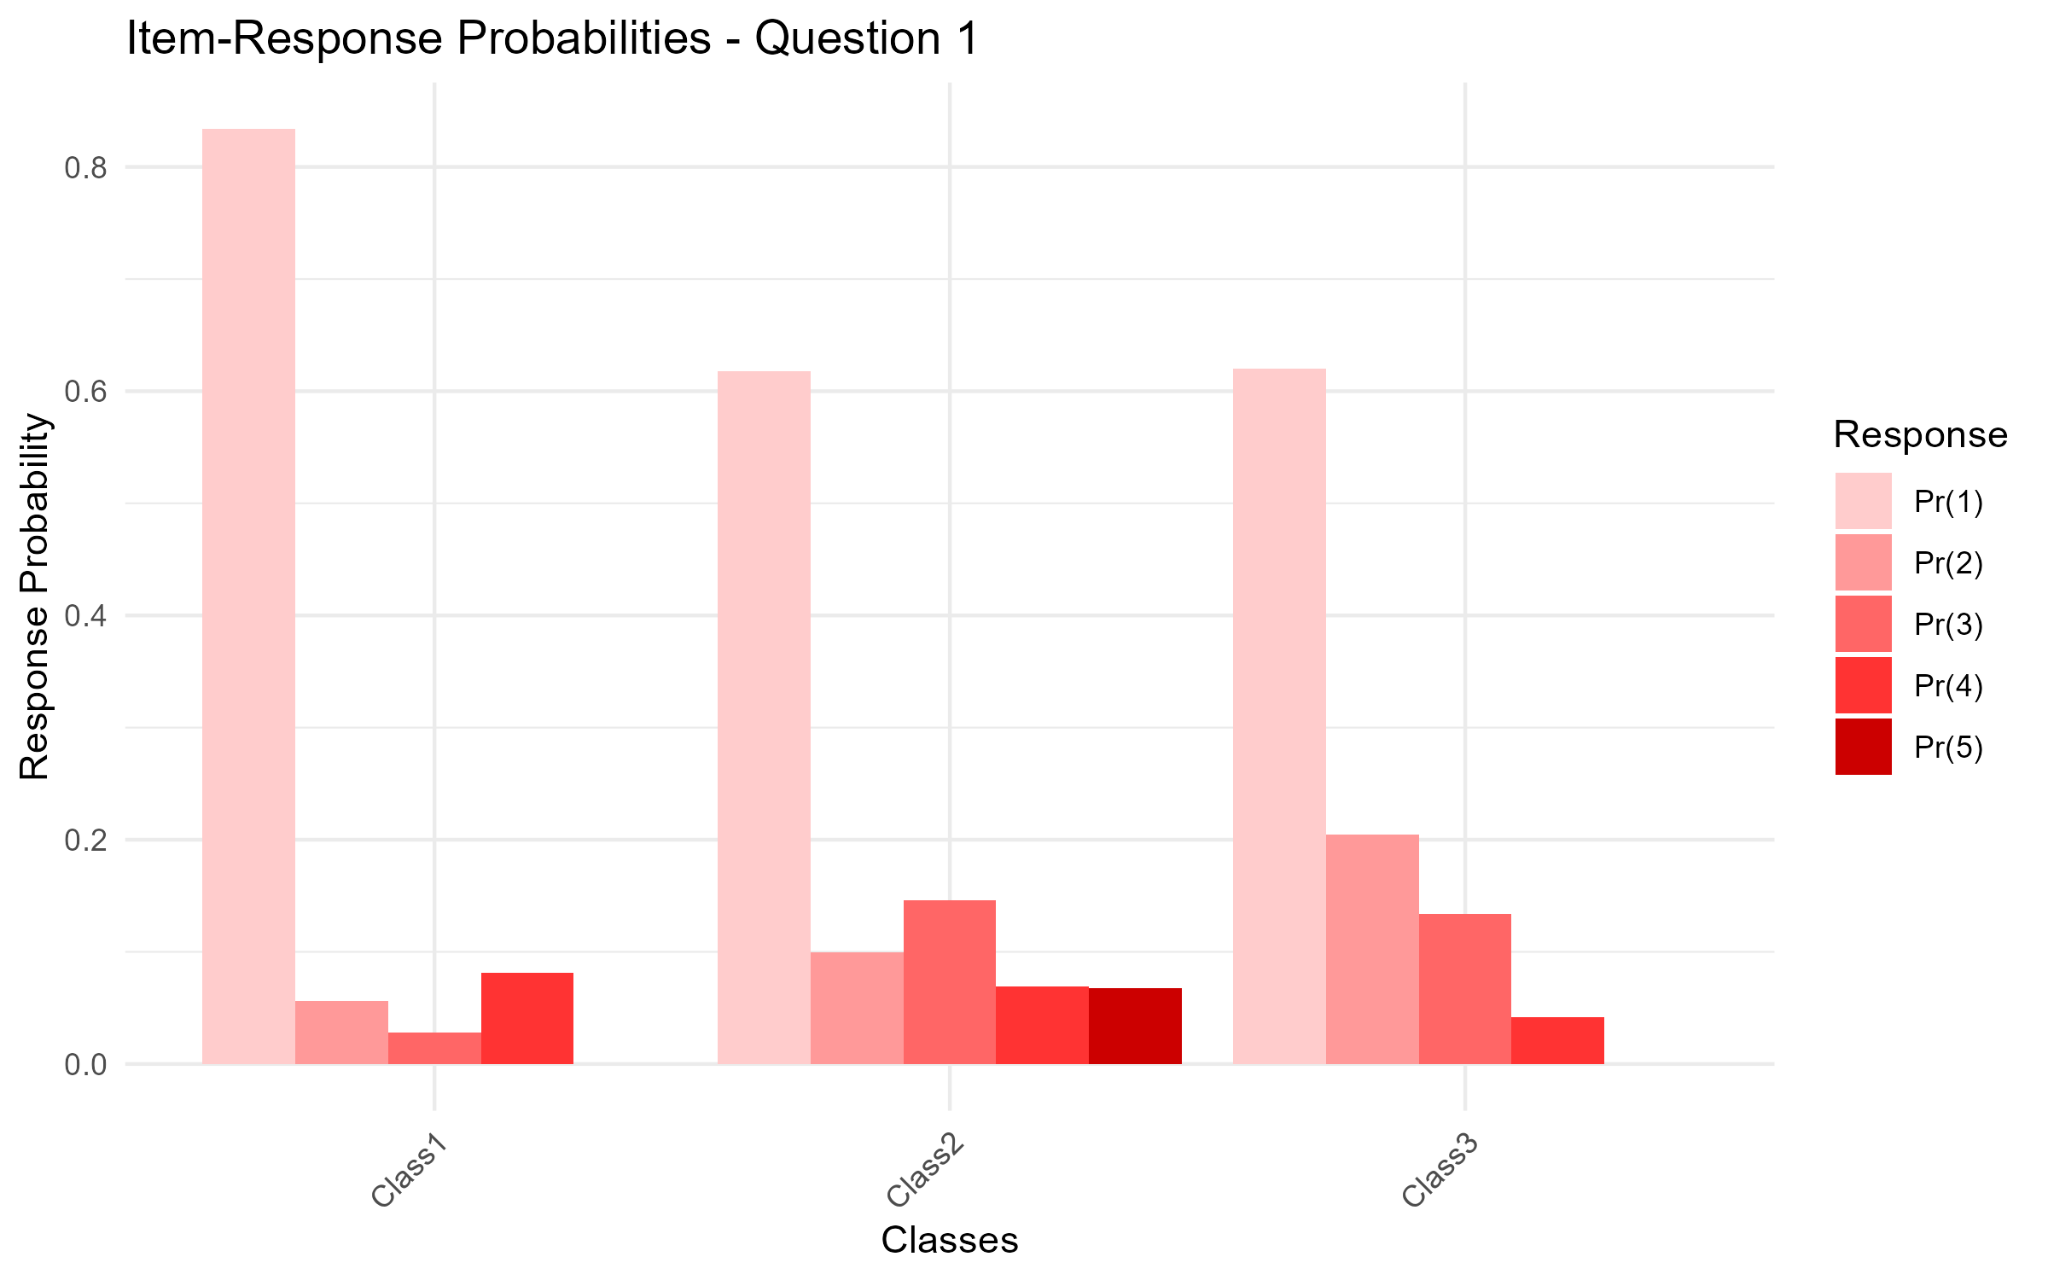 Item-Response Probabilities - Question 1
Response Probability
0.8
0.6
0.4
0.2
0.0
Class1
Class2
Class3
Classes
Response
Pr(1)
Pr(2)
Pr(3)
Pr(4)
Pr(5)